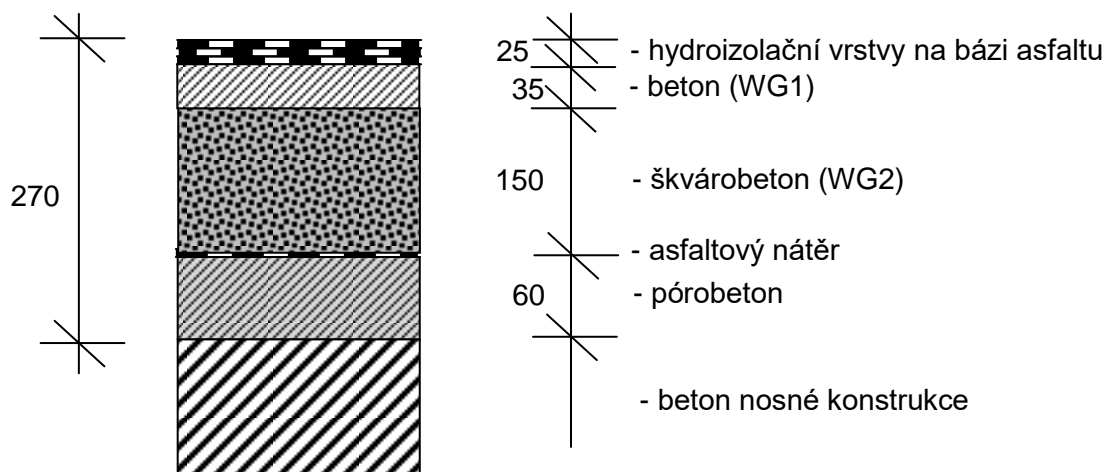 25 - hydroizolační vrstvy na bázi asfaltu
35 - beton (WG1)
150 - škvárobeton (WG2)
270
- asfaltový nátěr
60 - pórobeton
- beton nosné konstrukce